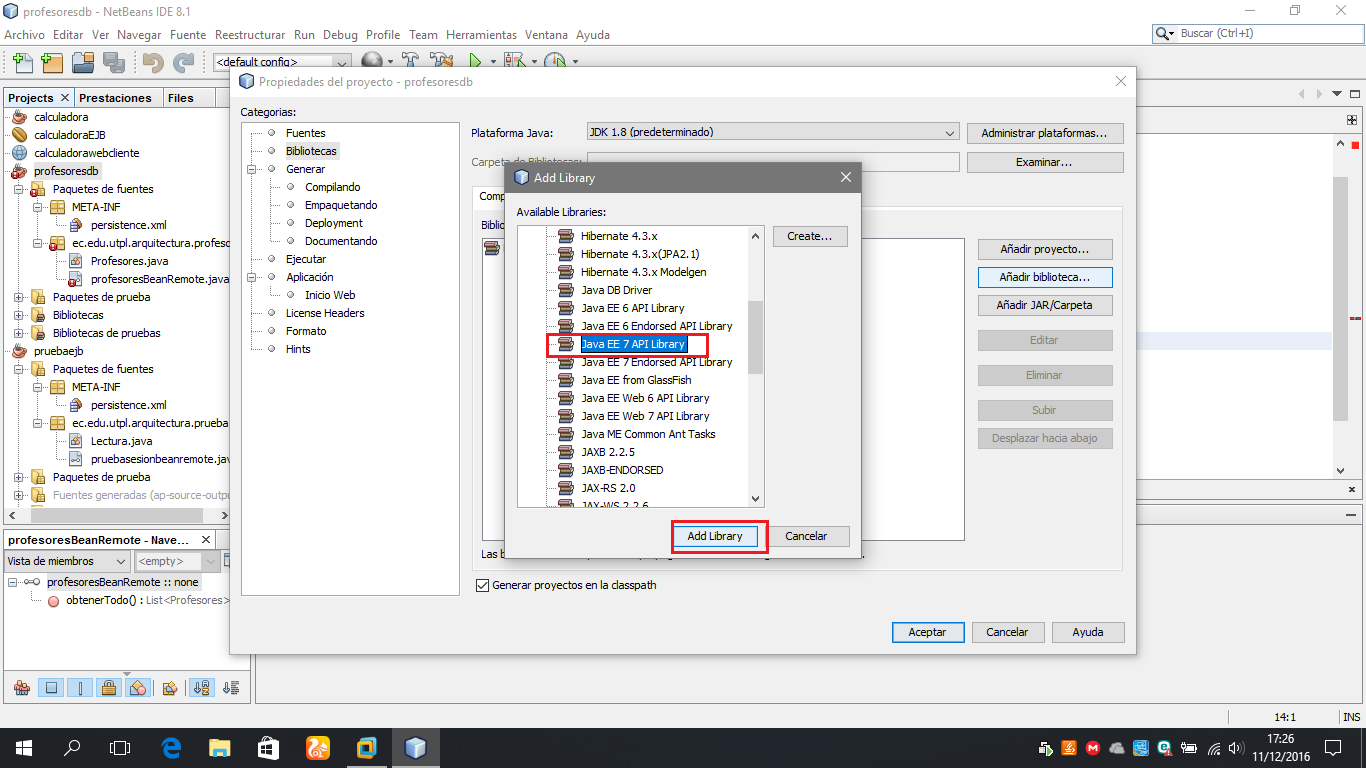 profesoresdb - NetBeans IDE 8.1
Archivo Editar Ver Navegar Fuente Reestructurar Run Debug Profile Team Herramientas Ventana Ayuda
Buscar (Ctrl+I)
<default config>
Projects
Prestaciones
Files
calculadora
calculadoraEJB
calculadorawebcliente
profesoresdb
Paquetes de fuentes
META-INF
persistence.xml
ec.edu.utpl.arquitectura.profeso
Profesores.java
profesoresBeanRemote.java
Paquetes de prueba
Bibliotecas
Bibliotecas de pruebas
pruebaejb
Paquetes de fuentes
META-INF
persistence.xml
ec.edu.utpl.arquitectura.prueba
Lectura.java
pruebasesionbeanremote.jav
Paquetes de prueba
Fuentes generadas (ap-source-outpu
profesoresBeanRemote - Nave...
Vista de miembros
<empty>
profesoresBeanRemote :: none
obtenerTodo() : List<Profesores>
Propiedades del proyecto - profesoresdb
Categorias:
Fuentes
Bibliotecas
Generar
Compilando
Empaquetando
Deployment
Documentando
Ejecutar
Aplicación
Inicio Web
License Headers
Formato
Hints
Plataforma Java:
JDK 1.8 (predeterminado)
Administrar plataformas...
Carpeta de Bibliotecas:
Examinar...
Comp
Biblio
Añadir proyecto...
Añadir biblioteca...
Añadir JAR/Carpeta
Editar
Eliminar
Subir
Desplazar hacia abajo
Las b
Generar proyectos en la classpath
Aceptar
Cancelar
Ayuda
Add Library
Available Libraries:
Create...
Hibernate 4.3.x
Hibernate 4.3.x(JPA2.1)
Hibernate 4.3.x Modelgen
Java DB Driver
Java EE 6 API Library
Java EE 6 Endorsed API Library
Java EE 7 API Library
Java EE 7 Endorsed API Library
Java EE from GlassFish
Java EE Web 6 API Library
Java EE Web 7 API Library
Java ME Common Ant Tasks
JAXB 2.2.5
JAXB-ENDORSED
JAX-RS 2.0
JAX-WS 2.2.6
Add Library
Cancelar
14:1
INS
17:26
11/12/2016